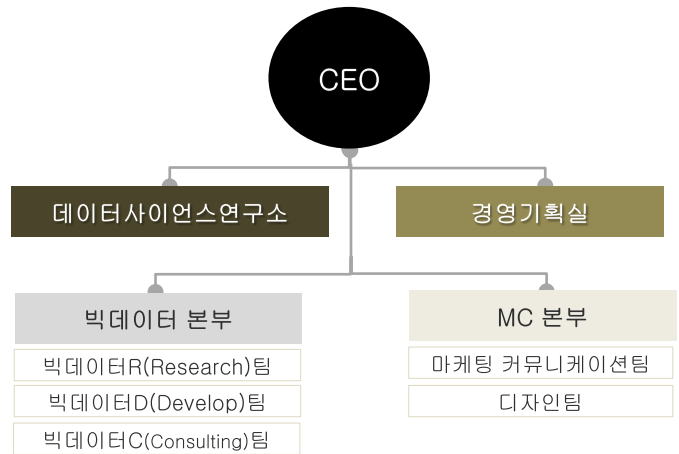 CEO
데이터사이언스연구소
경영기획실
빅데이터 본부
빅데이터R(Research)팀
빅데이터D(Develop)팀
빅데이터C(Consulting)팀
MC 본부
마케팅 커뮤니케이션팀
디자인팀